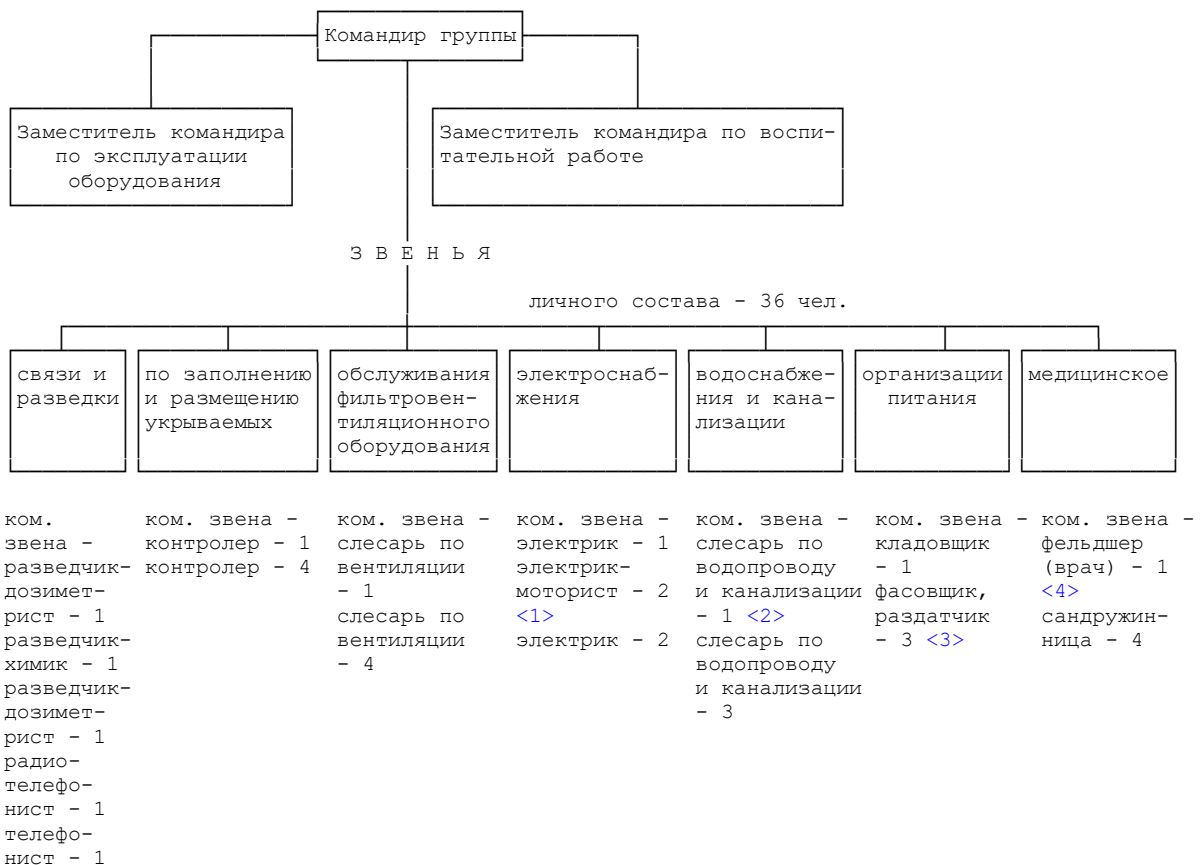 Командир группы
Заместитель командира
по эксплуатации
оборудования
Заместитель командира по воспи-
тательной работе
З В Е Н Ь Я
личного состава - 36 чел.
связи и
разведки
по заполнению
и размещению
укрываемых
обслуживания
фильтровен-
тиляционного
оборудования
электроснаб-
жения
водоснабже-
ния и кана-
лизации
организации
питания
медицинское
ком.
звена -
разведчик-
дозимет-
рист - 1
разведчик-
химик - 1
разведчик-
дозимет-
рист - 1
радио-
телефо-
нист - 1
телефо-
нист - 1
ком. звена -
контролер - 1
контролер - 4
ком. звена -
слесарь по
вентиляции
- 1
слесарь по
вентиляции
- 4
ком. звена -
электрик - 1
электрик-
моторист - 2
<1>
электрик - 2
ком. звена -
слесарь по
водопроводу
и канализации
- 1 <2>
слесарь по
водопроводу
и канализации
- 3
ком. звена -
кладовщик
- 1
фасовщик,
раздатчик
- 3 <3>
ком. звена -
фельдшер
(врач) - 1
<4>
сандружин-
ница - 4